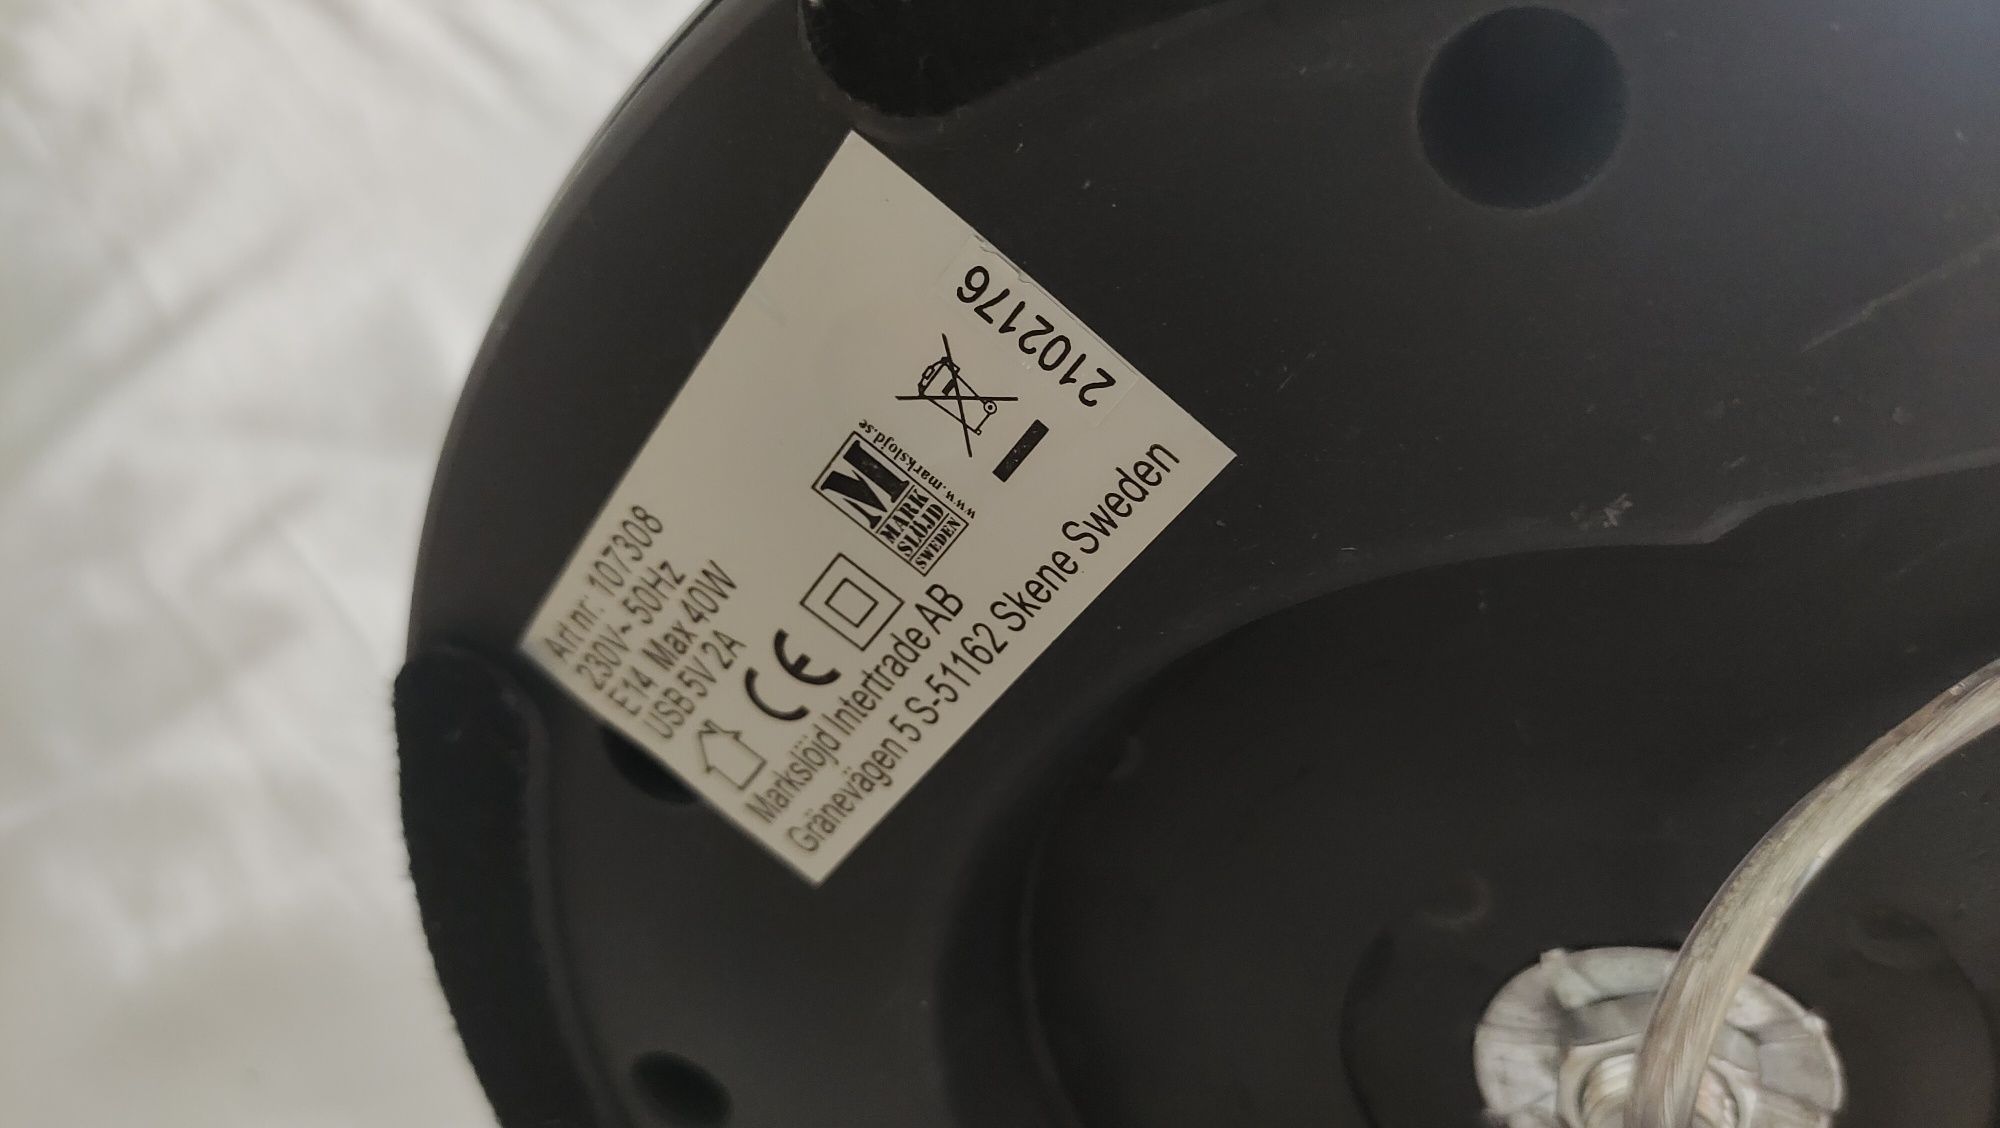 Art nr: 107308
230V~50Hz
E14 Max 40W
USB 5V 2A
CE
M
MARK
SLÖJD
SWEDEN
www.markslojd.se
Markslöjd Intertrade AB
Gränevägen 5 S-51162 Skene Sweden
2102176